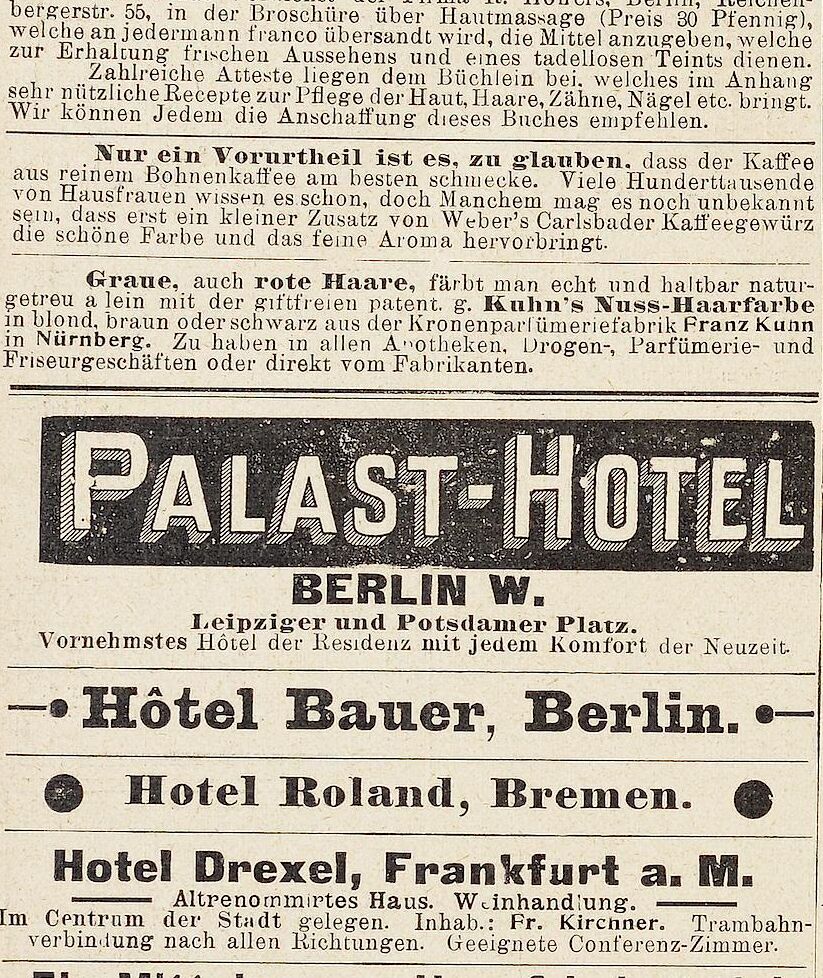 bergerstr. 55, in der Broschüre über Hautmassage (Preis 30 Pfennig),
welche an jedermann franco übersandt wird, die Mittel anzugeben, welche
zur Erhaltung frischen Aussehens und eines tadellosen Teints dienen.
Zahlreiche Atteste liegen dem Büchlein bei, welches im Anhang
sehr nützliche Recepte zur Pflege der Haut, Haare, Zähne, Nägel etc. bringt.
Wir können Jedem die Anschaffung dieses Buches empfehlen.
Nur ein Vorurtheil ist es, zu glauben, dass der Kaffee
aus reinem Bohnenkaffee am besten schmecke. Viele Hunderttausende
von Hausfrauen wissen es schon, doch Manchem mag es noch unbekannt
sein, dass erst ein kleiner Zusatz von Weber's Carlsbader Kaffeegewürz
die schöne Farbe und das feine Aroma hervorbringt.
Graue, auch rote Haare, färbt man echt und haltbar natur-
getreu allein mit der giftfreien patent. g. Kuhn's Nuss-Haarfarbe
in blond, braun oder schwarz aus der Kronenparfümeriefabrik Franz Kuhn
in Nürnberg. Zu haben in allen Apotheken, Drogen-, Parfümerie- und
Friseurgeschäften oder direkt vom Fabrikanten.
PALAST-HOTEL
BERLIN W.
Leipziger und Potsdamer Platz.
Vornehmstes Hôtel der Residenz mit jedem Komfort der Neuzeit.
Hôtel Bauer, Berlin.
Hotel Roland, Bremen.
Hotel Drexel, Frankfurt a. M.
Altrenommirtes Haus. Weinhandlung.
Im Centrum der Stadt gelegen. Inhab.: Fr. Kirchner. Trambahn-
verbindung nach allen Richtungen. Geeignete Conferenz-Zimmer.